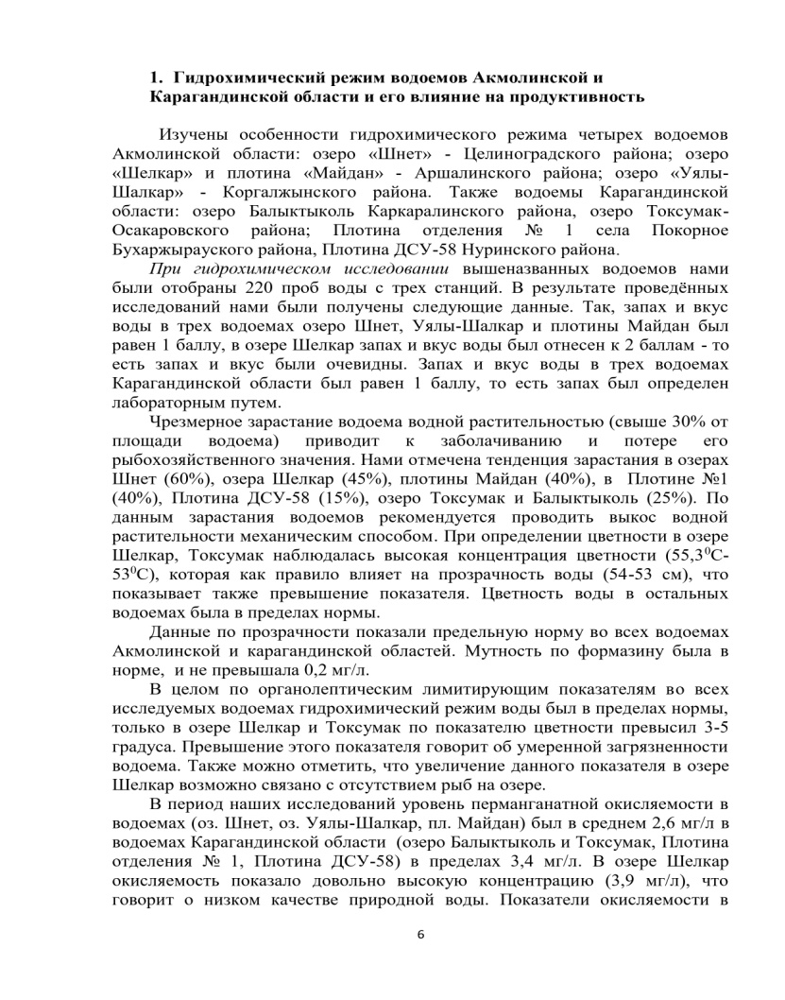 1. Гидрохимический режим водоемов Акмолинской и
Карагандинской области и его влияние на продуктивность
Изучены особенности гидрохимического режима четырех водоемов
Акмолинской области: озеро «Шнет» - Целиноградского района; озеро
«Шелкар» и плотина «Майдан» - Аршалинского района; озеро «Уялы-
Шалкар» - Коргалжынского района. Также водоемы Карагандинской
области: озеро Балыктыколь Каркаралинского района, озеро Токсумак-
Осакаровского района; Плотина отделения № 1 села Покорное
Бухаржырауского района, Плотина ДСУ-58 Нуринского района.
При гидрохимическом исследовании вышеназванных водоемов нами
были отобраны 220 проб воды с трех станций. В результате проведённых
исследований нами были получены следующие данные. Так, запах и вкус
воды в трех водоемах озеро Шнет, Уялы-Шалкар и плотины Майдан был
равен 1 баллу, в озере Шелкар запах и вкус воды был отнесен к 2 баллам - то
есть запах и вкус были очевидны. Запах и вкус воды в трех водоемах
Карагандинской области был равен 1 баллу, то есть запах был определен
лабораторным путем.
Чрезмерное зарастание водоема водной растительностью (свыше 30% от
площади водоема) приводит к заболачиванию и потере его
рыбохозяйственного значения. Нами отмечена тенденция зарастания в озерах
Шнет (60%), озера Шелкар (45%), плотины Майдан (40%), в Плотине №1
(40%), Плотина ДСУ-58 (15%), озеро Токсумак и Балыктыколь (25%). По
данным зарастания водоемов рекомендуется проводить выкос водной
растительности механическим способом. При определении цветности в озере
Шелкар, Токсумак наблюдалась высокая концентрация цветности (55,3⁰С-
53⁰С), которая как правило влияет на прозрачность воды (54-53 см), что
показывает также превышение показателя. Цветность воды в остальных
водоемах была в пределах нормы.
Данные по прозрачности показали предельную норму во всех водоемах
Акмолинской и карагандинской областей. Мутность по формазину была в
норме, и не превышала 0,2 мг/л.
В целом по органолептическим лимитирующим показателям во всех
исследуемых водоемах гидрохимический режим воды был в пределах нормы,
только в озере Шелкар и Токсумак по показателю цветности превысил 3-5
градуса. Превышение этого показателя говорит об умеренной загрязненности
водоема. Также можно отметить, что увеличение данного показателя в озере
Шелкар возможно связано с отсутствием рыб на озере.
В период наших исследований уровень перманганатной окисляемости в
водоемах (оз. Шнет, оз. Уялы-Шалкар, пл. Майдан) был в среднем 2,6 мг/л в
водоемах Карагандинской области (озеро Балыктыколь и Токсумак, Плотина
отделения № 1, Плотина ДСУ-58) в пределах 3,4 мг/л. В озере Шелкар
окисляемость показало довольно высокую концентрацию (3,9 мг/л), что
говорит о низком качестве природной воды. Показатели окисляемости в
6